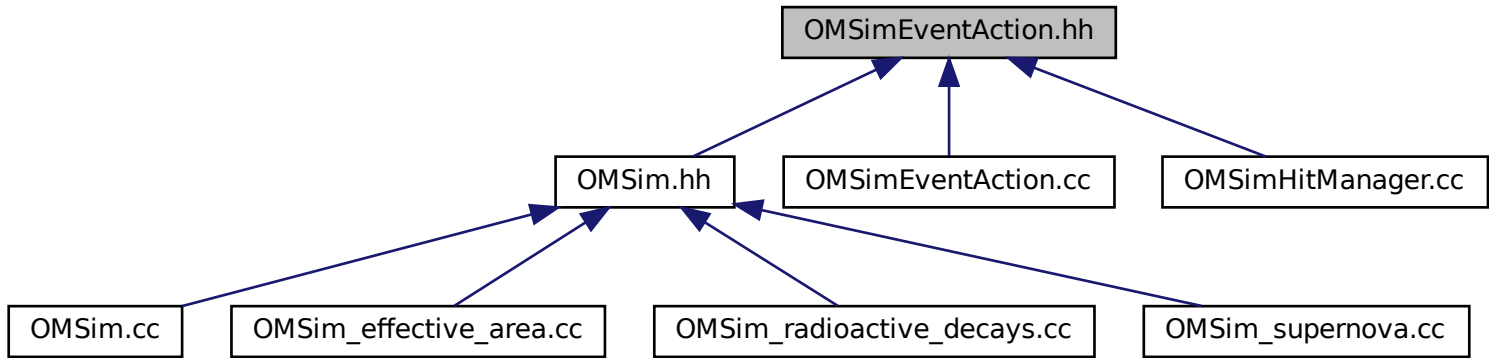 OMSimEventAction.hh
OMSim.hh
OMSimEventAction.cc
OMSimHitManager.cc
OMSim.cc
OMSim_effective_area.cc
OMSim_radioactive_decays.cc
OMSim_supernova.cc